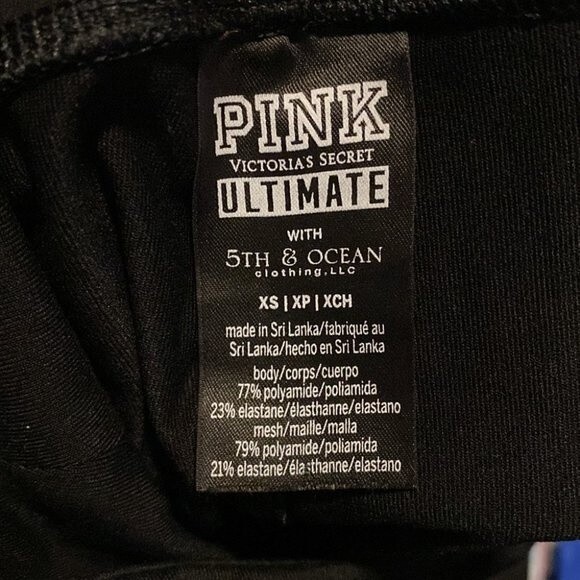 PINK
VICTORIA'S SECRET
ULTIMATE
WITH
5TH & OCEAN
clothing,LLC
XS | XP | XCH
made in Sri Lanka/fabriqué au
Sri Lanka/hecho en Sri Lanka
body/corps/cuerpo
77% polyamide/poliamida
23% elastane/élasthanne/elastano
mesh/maille/malla
79% polyamide/poliamida
21% elastane/élasthanne/elastano